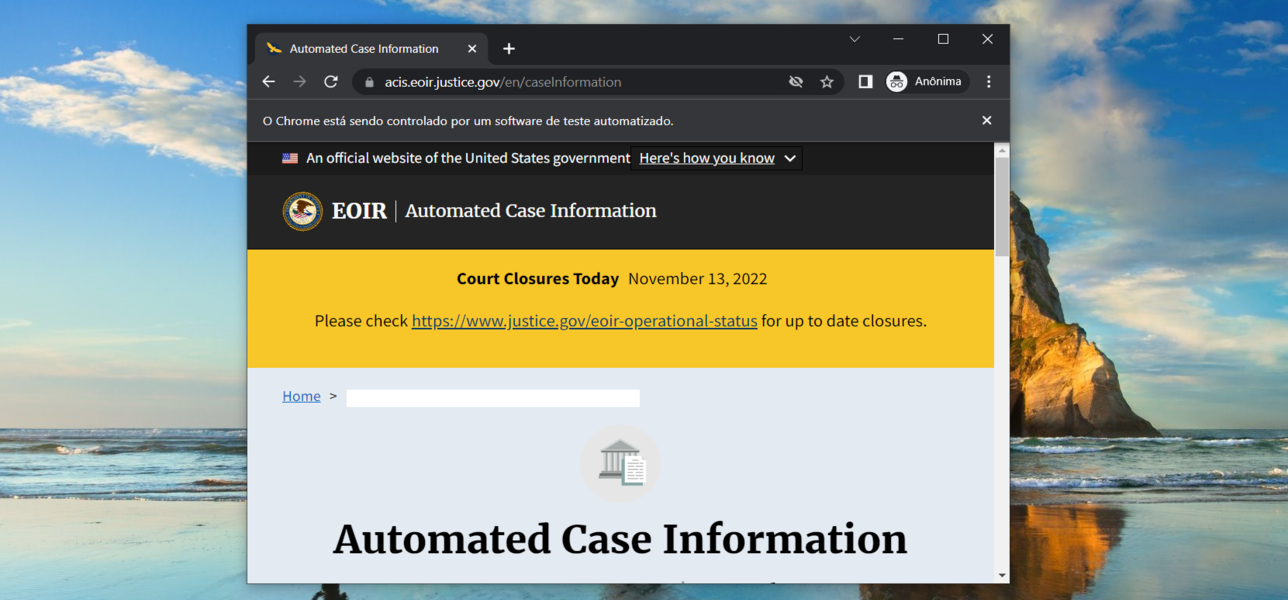 Automated Case Information
acis.eoir.justice.gov/en/caseInformation
Anônima
O Chrome está sendo controlado por um software de teste automatizado.
An official website of the United States government Here's how you know
EOIR | Automated Case Information
Court Closures Today November 13, 2022
Please check https://www.justice.gov/eoir-operational-status for up to date closures.
Home >
Automated Case Information